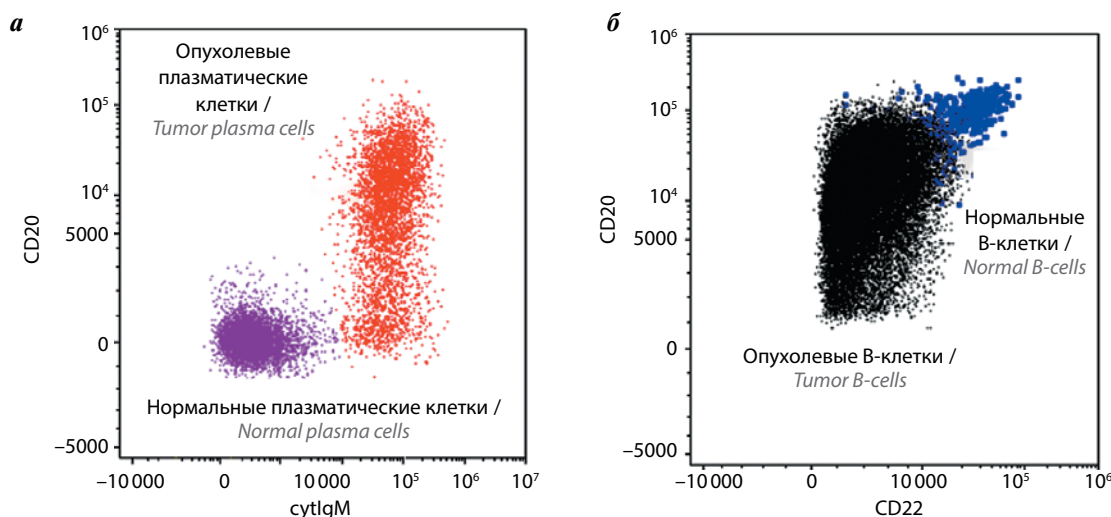 а
10⁶
10⁵
10⁴
5000
0
–5000
CD20
Опухолевые
плазматические
клетки /
Tumor plasma cells
Нормальные плазматические клетки /
Normal plasma cells
–10 000
0
10 000
10⁵
10⁶
10⁷
cytIgM
б
10⁶
10⁵
10⁴
5000
0
–5000
CD20
Нормальные
В-клетки /
Normal B-cells
Опухолевые В-клетки /
Tumor B-cells
–10 000
0
10 000
10⁵
10⁶
CD22